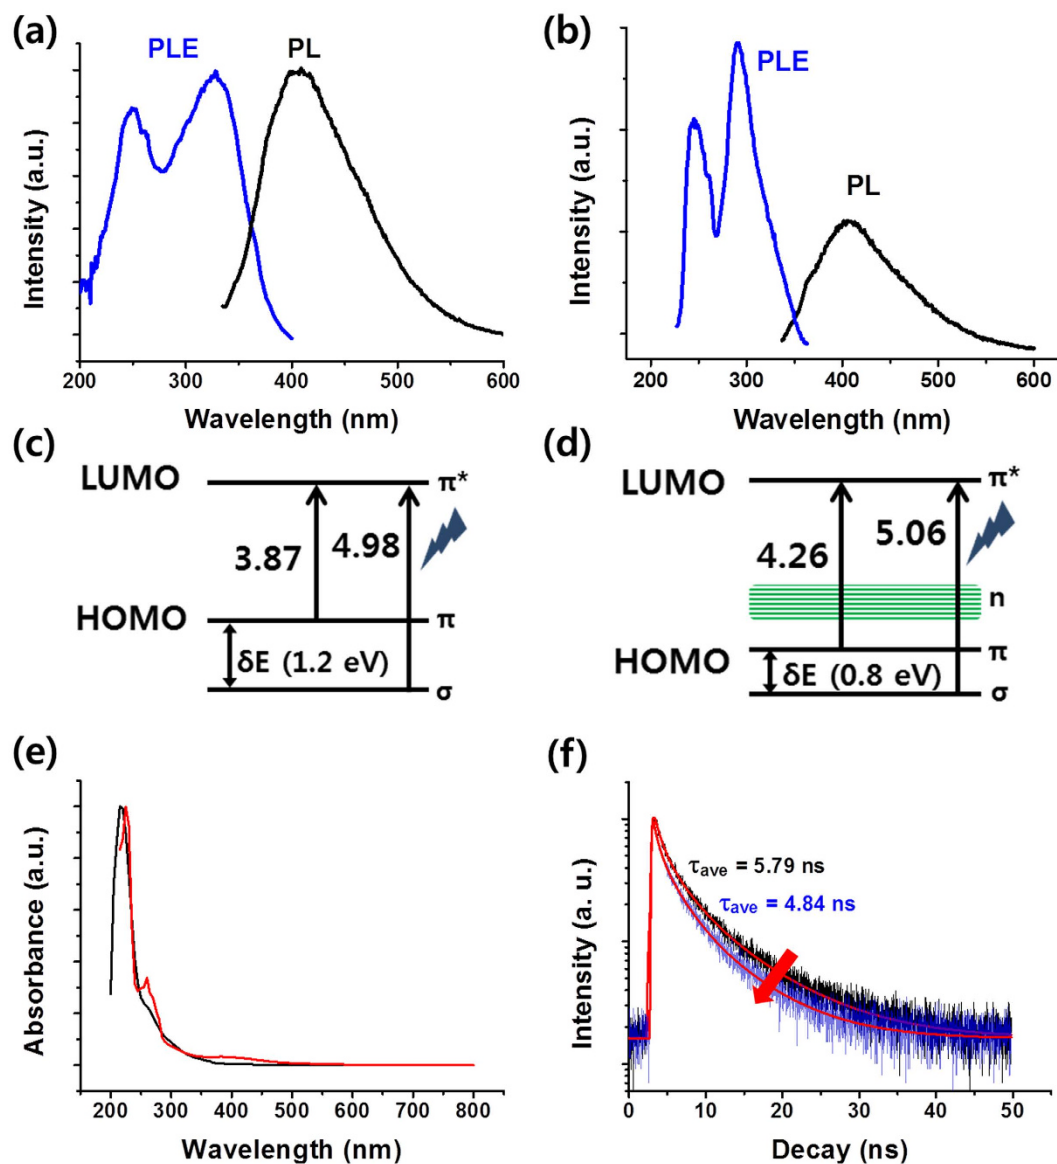 (a)
PLE
PL
Intensity (a.u.)
200 300 400 500 600
Wavelength (nm)
(b)
PLE
PL
Intensity (a.u.)
200 300 400 500 600
Wavelength (nm)
(c)
LUMO
π*
3.87
4.98
HOMO
π
δE (1.2 eV)
σ
(d)
LUMO
π*
4.26
5.06
n
HOMO
π
δE (0.8 eV)
σ
(e)
Absorbance (a.u.)
200 300 400 500 600 700 800
Wavelength (nm)
(f)
τave = 5.79 ns
τave = 4.84 ns
Intensity (a. u.)
0 10 20 30 40 50
Decay (ns)